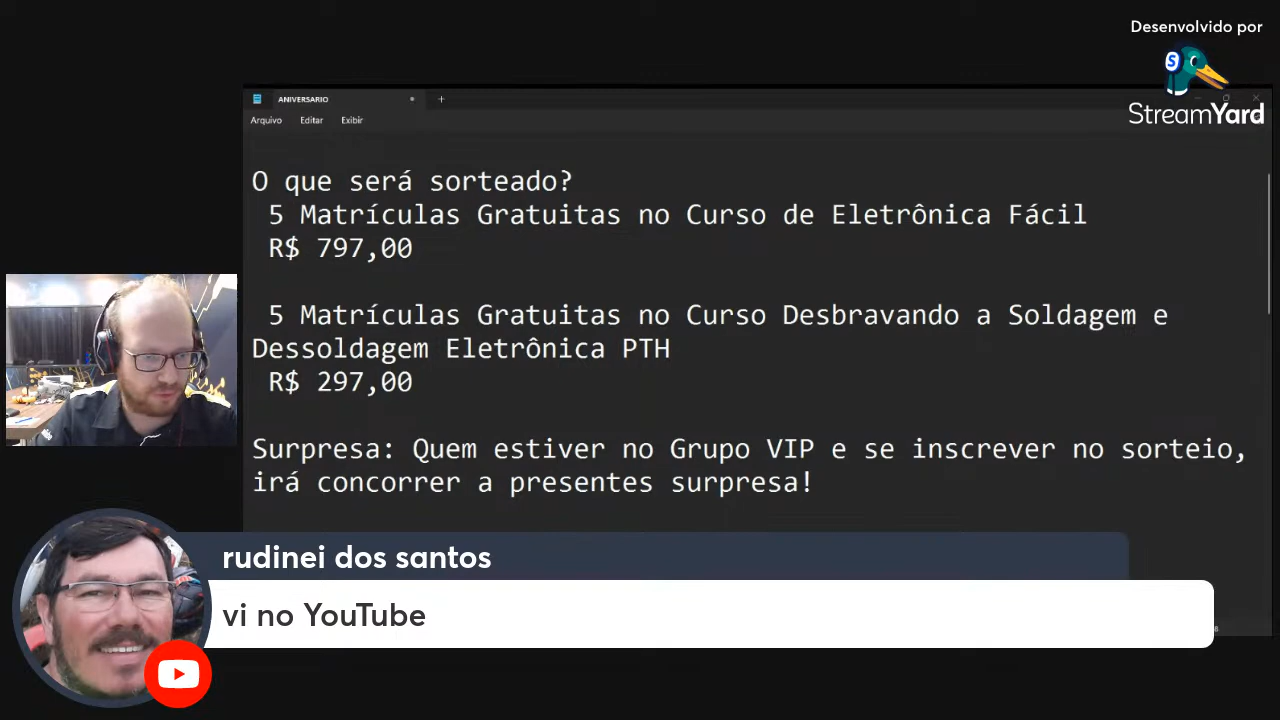 Desenvolvido por
StreamYard
ANIVERSARIO
Arquivo Editar Exibir
O que será sorteado?
5 Matrículas Gratuitas no Curso de Eletrônica Fácil
R$ 797,00
5 Matrículas Gratuitas no Curso Desbravando a Soldagem e
Dessoldagem Eletrônica PTH
R$ 297,00
Surpresa: Quem estiver no Grupo VIP e se inscrever no sorteio,
irá concorrer a presentes surpresa!
rudinei dos santos
vi no YouTube